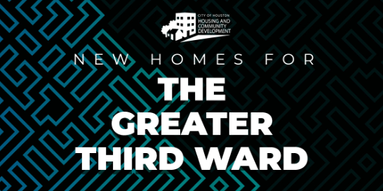 CITY OF HOUSTON
HOUSING AND
COMMUNITY
DEVELOPMENT
NEW HOMES FOR
THE
GREATER
THIRD WARD